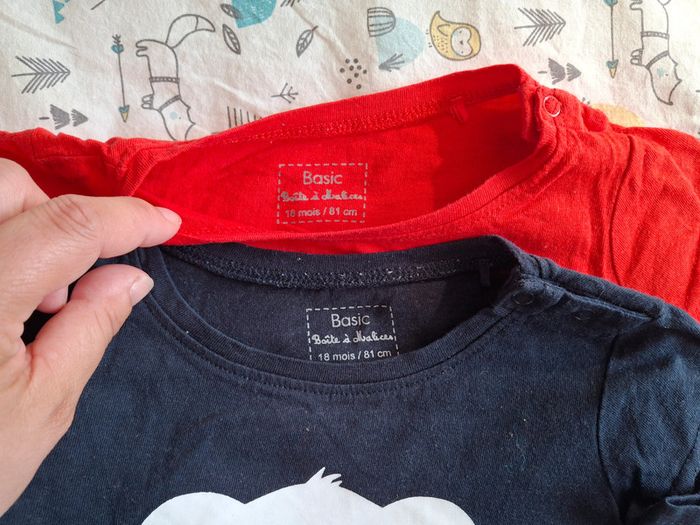 Basic
Boîte à Malices
18 mois / 81 cm
Basic
Boîte à Malices
18 mois / 81 cm